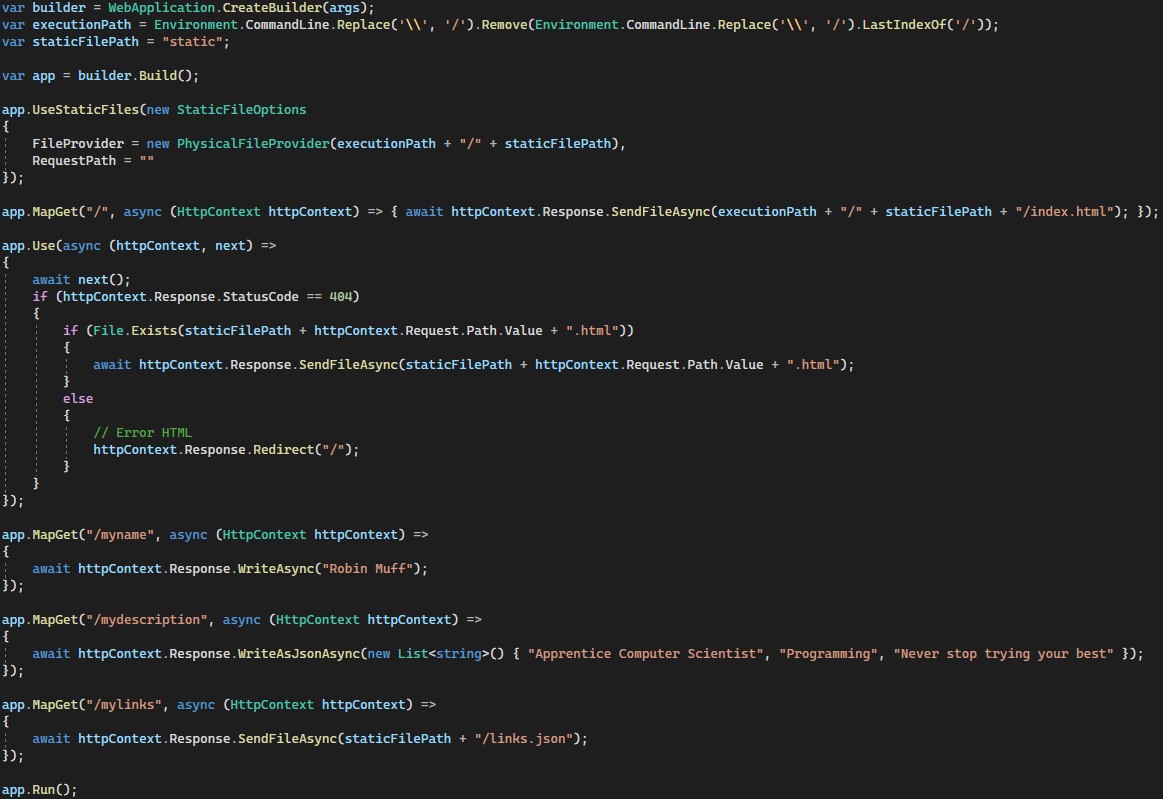 var builder = WebApplication.CreateBuilder(args);
var executionPath = Environment.CommandLine.Replace('\\', '/').Remove(Environment.CommandLine.Replace('\\', '/').LastIndexOf('/'));
var staticFilePath = "static";

var app = builder.Build();

app.UseStaticFiles(new StaticFileOptions
{
    FileProvider = new PhysicalFileProvider(executionPath + "/" + staticFilePath),
    RequestPath = ""
});

app.MapGet("/", async (HttpContext httpContext) => { await httpContext.Response.SendFileAsync(executionPath + "/" + staticFilePath + "/index.html"); });

app.Use(async (httpContext, next) =>
{
    await next();
    if (httpContext.Response.StatusCode == 404)
    {
        if (File.Exists(staticFilePath + httpContext.Request.Path.Value + ".html"))
        {
            await httpContext.Response.SendFileAsync(staticFilePath + httpContext.Request.Path.Value + ".html");
        }
        else
        {
            // Error HTML
            httpContext.Response.Redirect("/");
        }
    }
});

app.MapGet("/myname", async (HttpContext httpContext) =>
{
    await httpContext.Response.WriteAsync("Robin Muff");
});

app.MapGet("/mydescription", async (HttpContext httpContext) =>
{
    await httpContext.Response.WriteAsJsonAsync(new List<string>() { "Apprentice Computer Scientist", "Programming", "Never stop trying your best" });
});

app.MapGet("/mylinks", async (HttpContext httpContext) =>
{
    await httpContext.Response.SendFileAsync(staticFilePath + "/links.json");
});

app.Run();